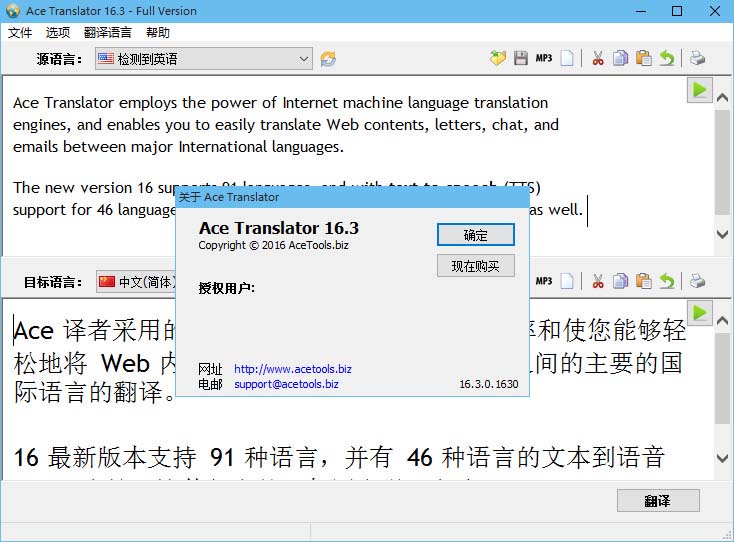 Ace Translator 16.3 - Full Version
文件 选项 翻译语言 帮助
源语言： 检测到英语 MP3
Ace Translator employs the power of Internet machine language translation
engines, and enables you to easily translate Web contents, letters, chat, and
emails between major International languages.
The new version 16 supports 91 languages, and with text-to-speech (TTS)
support for 46 language as well.
关于 Ace Translator
Ace Translator 16.3
Copyright © 2016 AceTools.biz
确定
现在购买
授权用户：
网址 http://www.acetools.biz
电邮 support@acetools.biz
16.3.0.1630
目标语言： 中文(简体) MP3
Ace 译者采用的 和使您能够轻
松地将 Web 内 之间的主要的国
际语言的翻译。
16 最新版本支持 91 种语言，并有 46 种语言的文本到语音
翻译